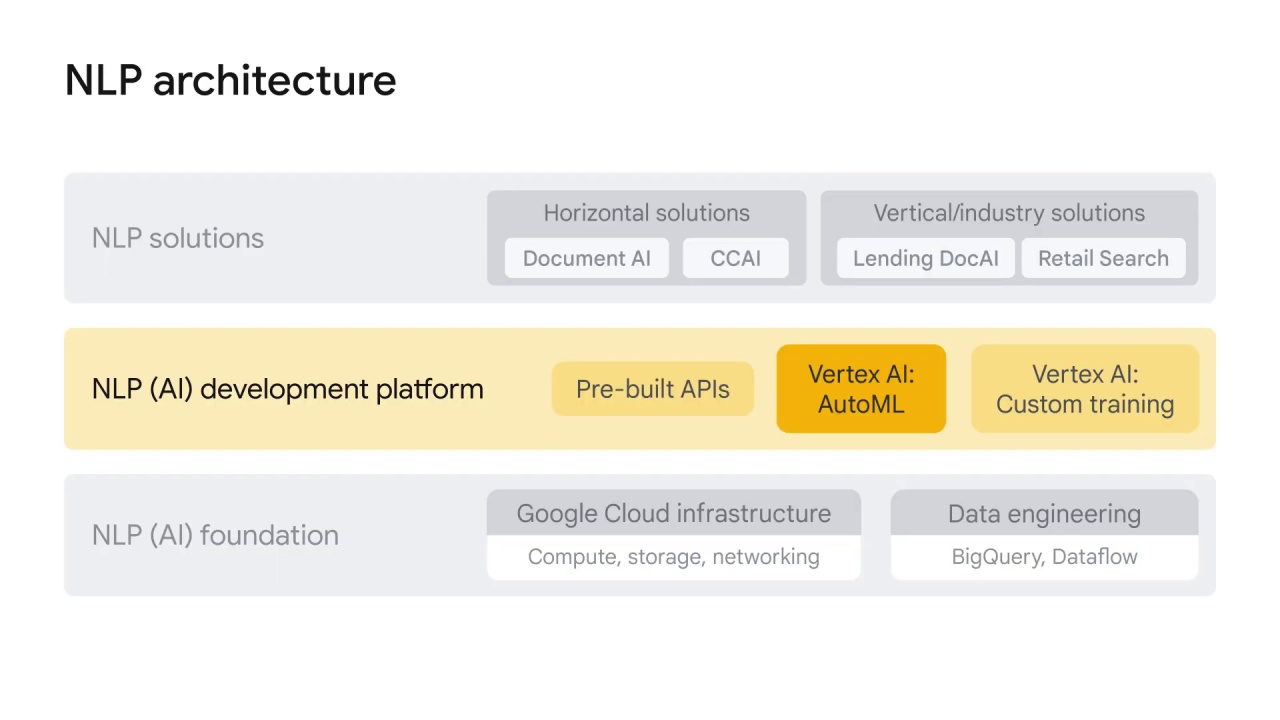 NLP architecture
NLP solutions
Horizontal solutions
Document AI
CCAI
Vertical/industry solutions
Lending DocAI
Retail Search
NLP (AI) development platform
Pre-built APIs
Vertex AI:
AutoML
Vertex AI:
Custom training
NLP (AI) foundation
Google Cloud infrastructure
Compute, storage, networking
Data engineering
BigQuery, Dataflow